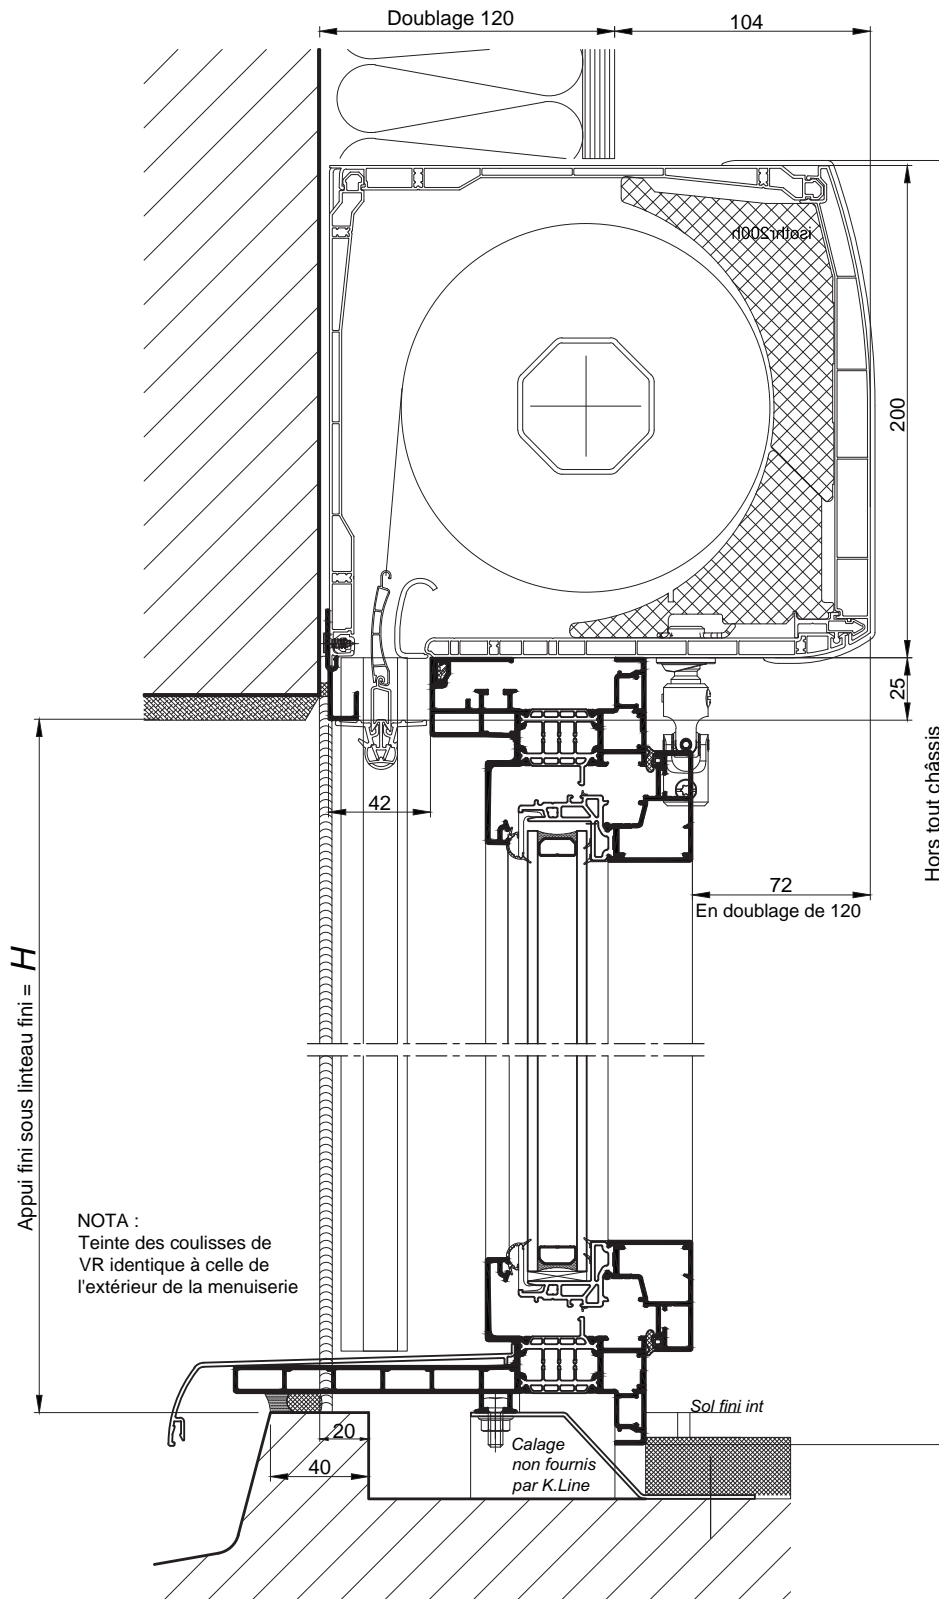 Doublage 120
104
isothr200h
200
25
Hors tout châssis
42
72
En doublage de 120
Appui fini sous linteau fini = H
NOTA :
Teinte des coulisses de
VR identique à celle de
l'extérieur de la menuiserie
Sol fini int
20
40
Calage
non fournis
par K.Line